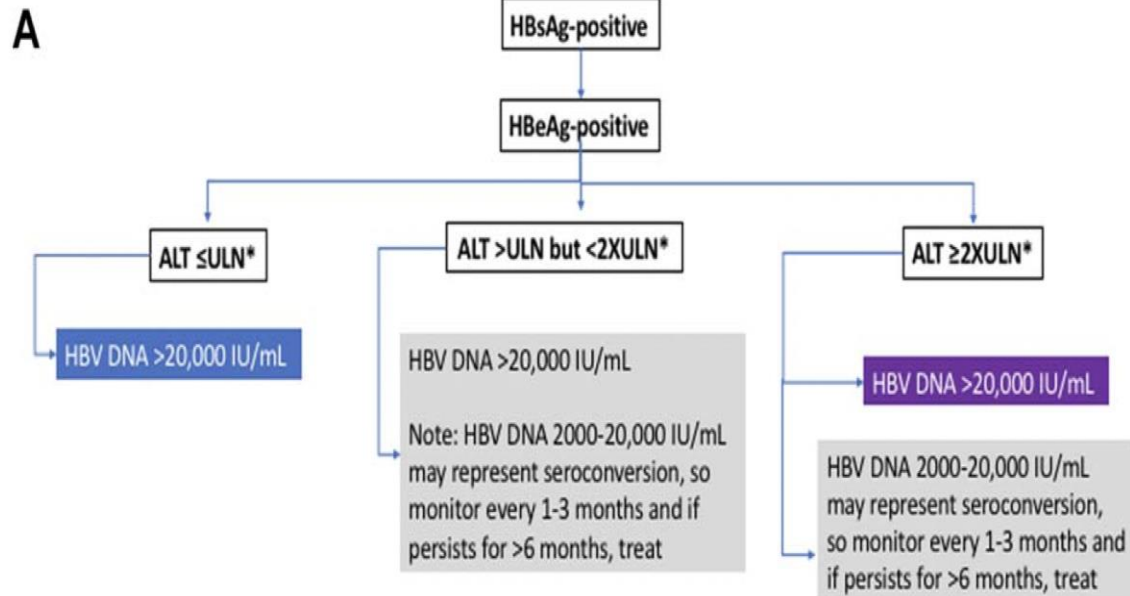 A
HBsAg-positive
HBeAg-positive
ALT ≤ULN*
ALT >ULN but <2XULN*
ALT ≥2XULN*
HBV DNA >20,000 IU/mL
HBV DNA >20,000 IU/mL
Note: HBV DNA 2000-20,000 IU/mL
may represent seroconversion, so
monitor every 1-3 months and if
persists for >6 months, treat
HBV DNA >20,000 IU/mL
HBV DNA 2000-20,000 IU/mL
may represent seroconversion,
so monitor every 1-3 months and
if persists for >6 months, treat